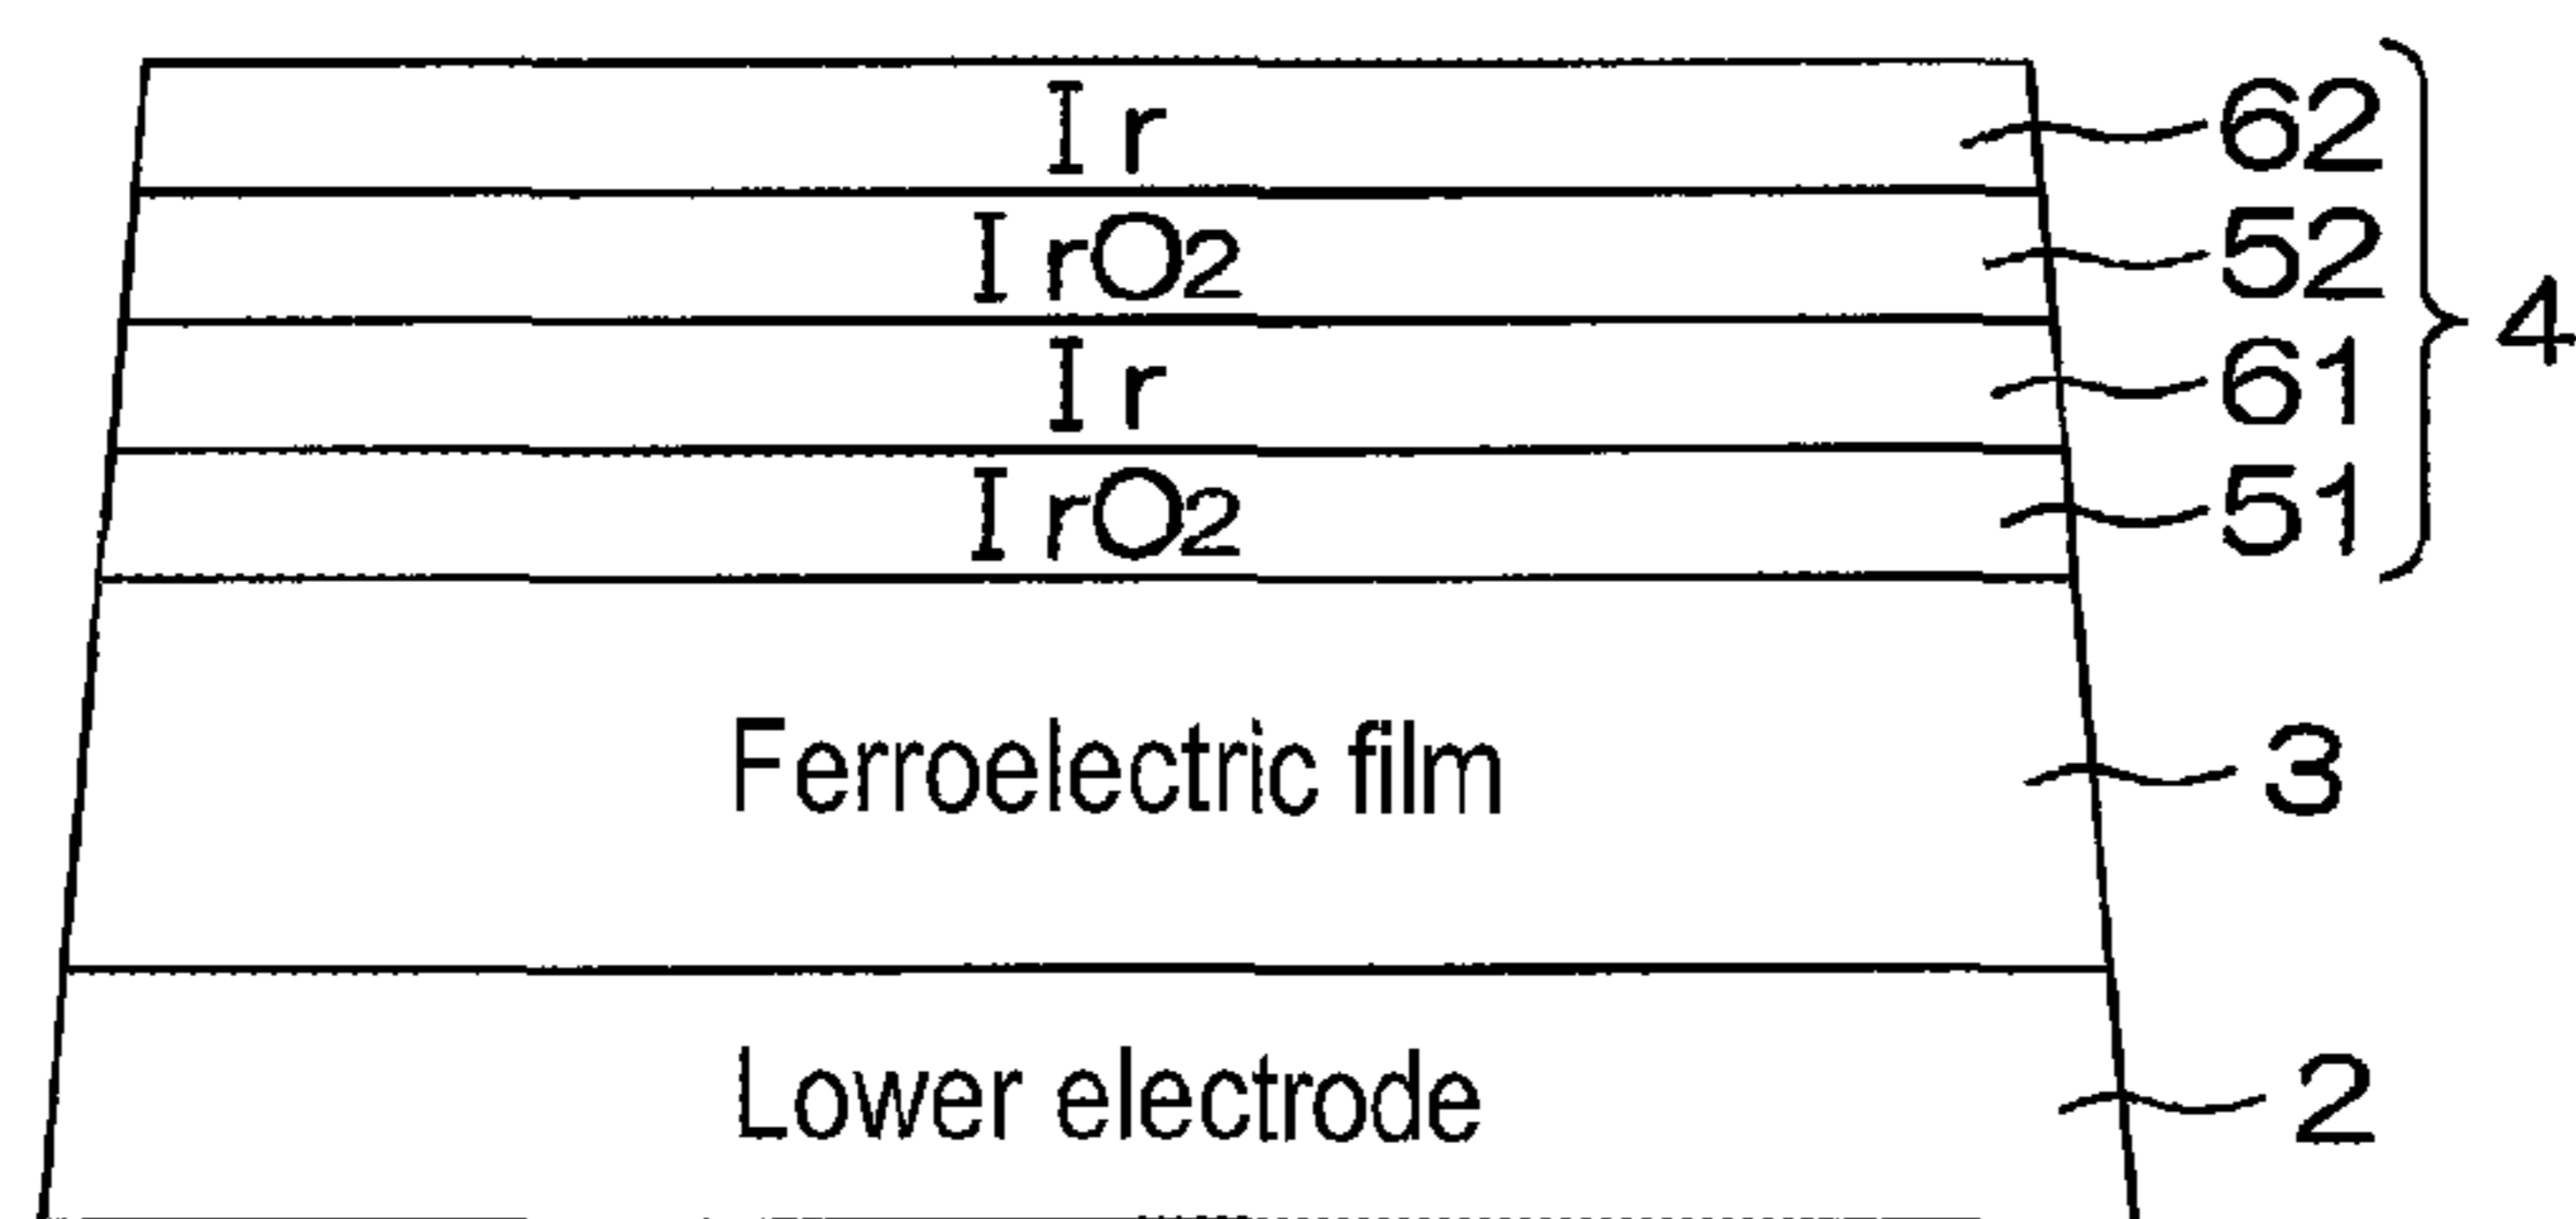 Ir 62
IrO2 52
4
Ir 61
IrO2 51
Ferroelectric film 3
Lower electrode 2